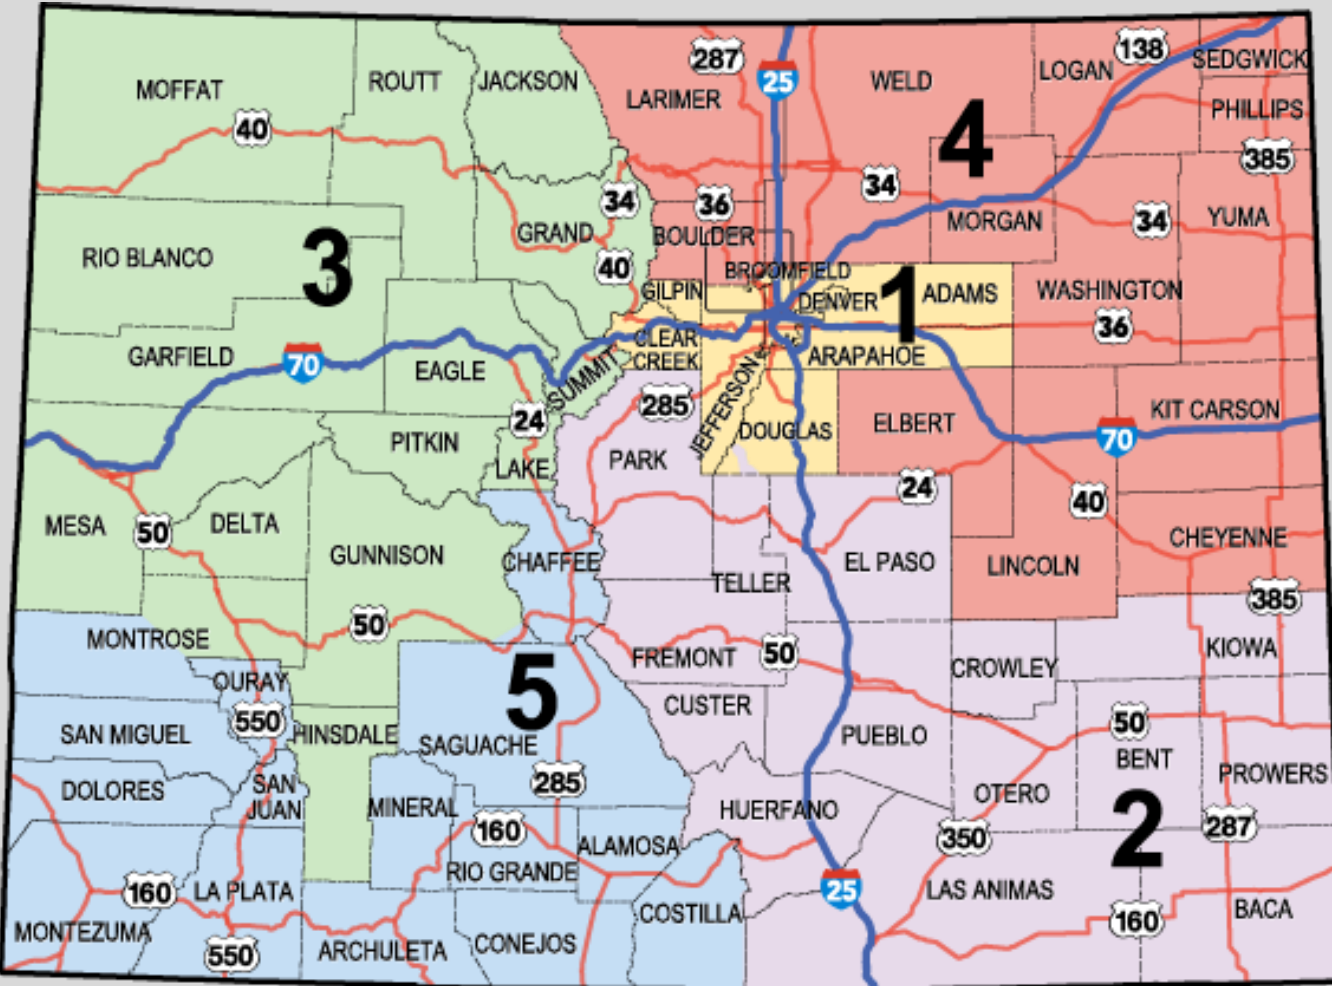 138
287
SEDGWICK
LOGAN
25
WELD
ROUTT
JACKSON
MOFFAT
LARIMER
PHILLIPS
4
40
385
34
34
36
34
MORGAN
YUMA
GRAND
BOULDER
RIO BLANCO
3
40
BROOMFIELD
GILPIN
DENVER
1
ADAMS
WASHINGTON
36
CLEAR
CREEK
GARFIELD
70
ARAPAHOE
EAGLE
SUMMIT
285
JEFFERSON
KIT CARSON
24
ELBERT
DOUGLAS
70
PITKIN
PARK
LAKE
24
40
MESA
50
DELTA
CHEYENNE
GUNNISON
CHAFFEE
EL PASO
LINCOLN
TELLER
385
50
MONTROSE
KIOWA
FREMONT
50
CROWLEY
OURAY
5
CUSTER
550
50
SAN MIGUEL
HINSDALE
SAGUACHE
PUEBLO
BENT
PROWERS
285
SAN
JUAN
DOLORES
OTERO
MINERAL
HUERFANO
2
287
160
350
ALAMOSA
RIO GRANDE
160
LA PLATA
25
LAS ANIMAS
COSTILLA
BACA
160
MONTEZUMA
CONEJOS
ARCHULETA
550